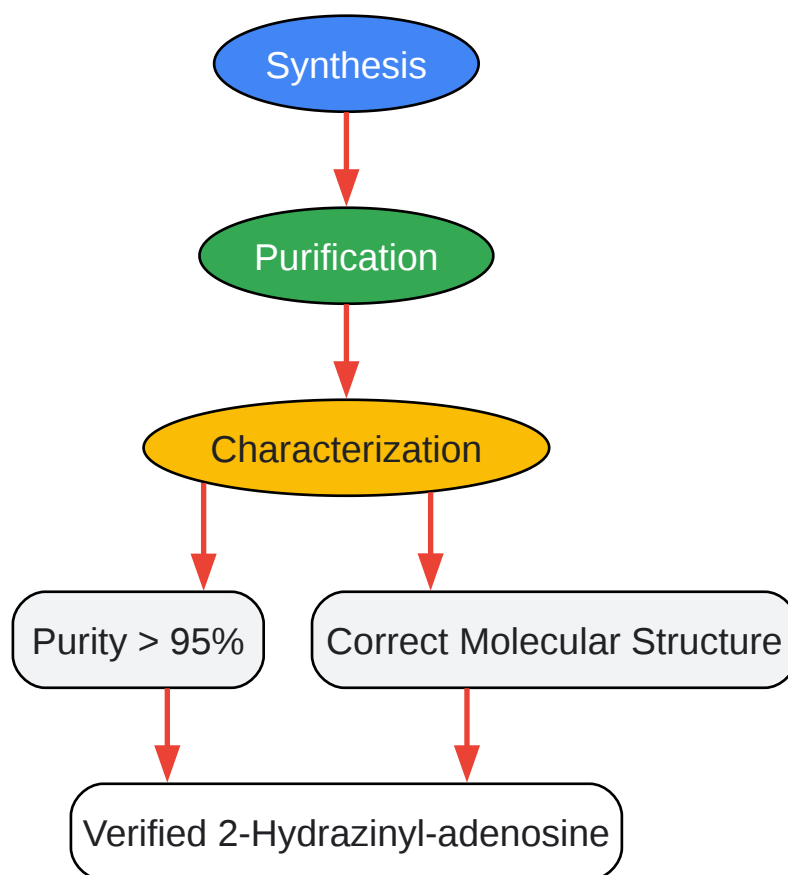 Synthesis
Purification
Characterization
Purity > 95%
Correct Molecular Structure
Verified 2-Hydrazinyl-adenosine